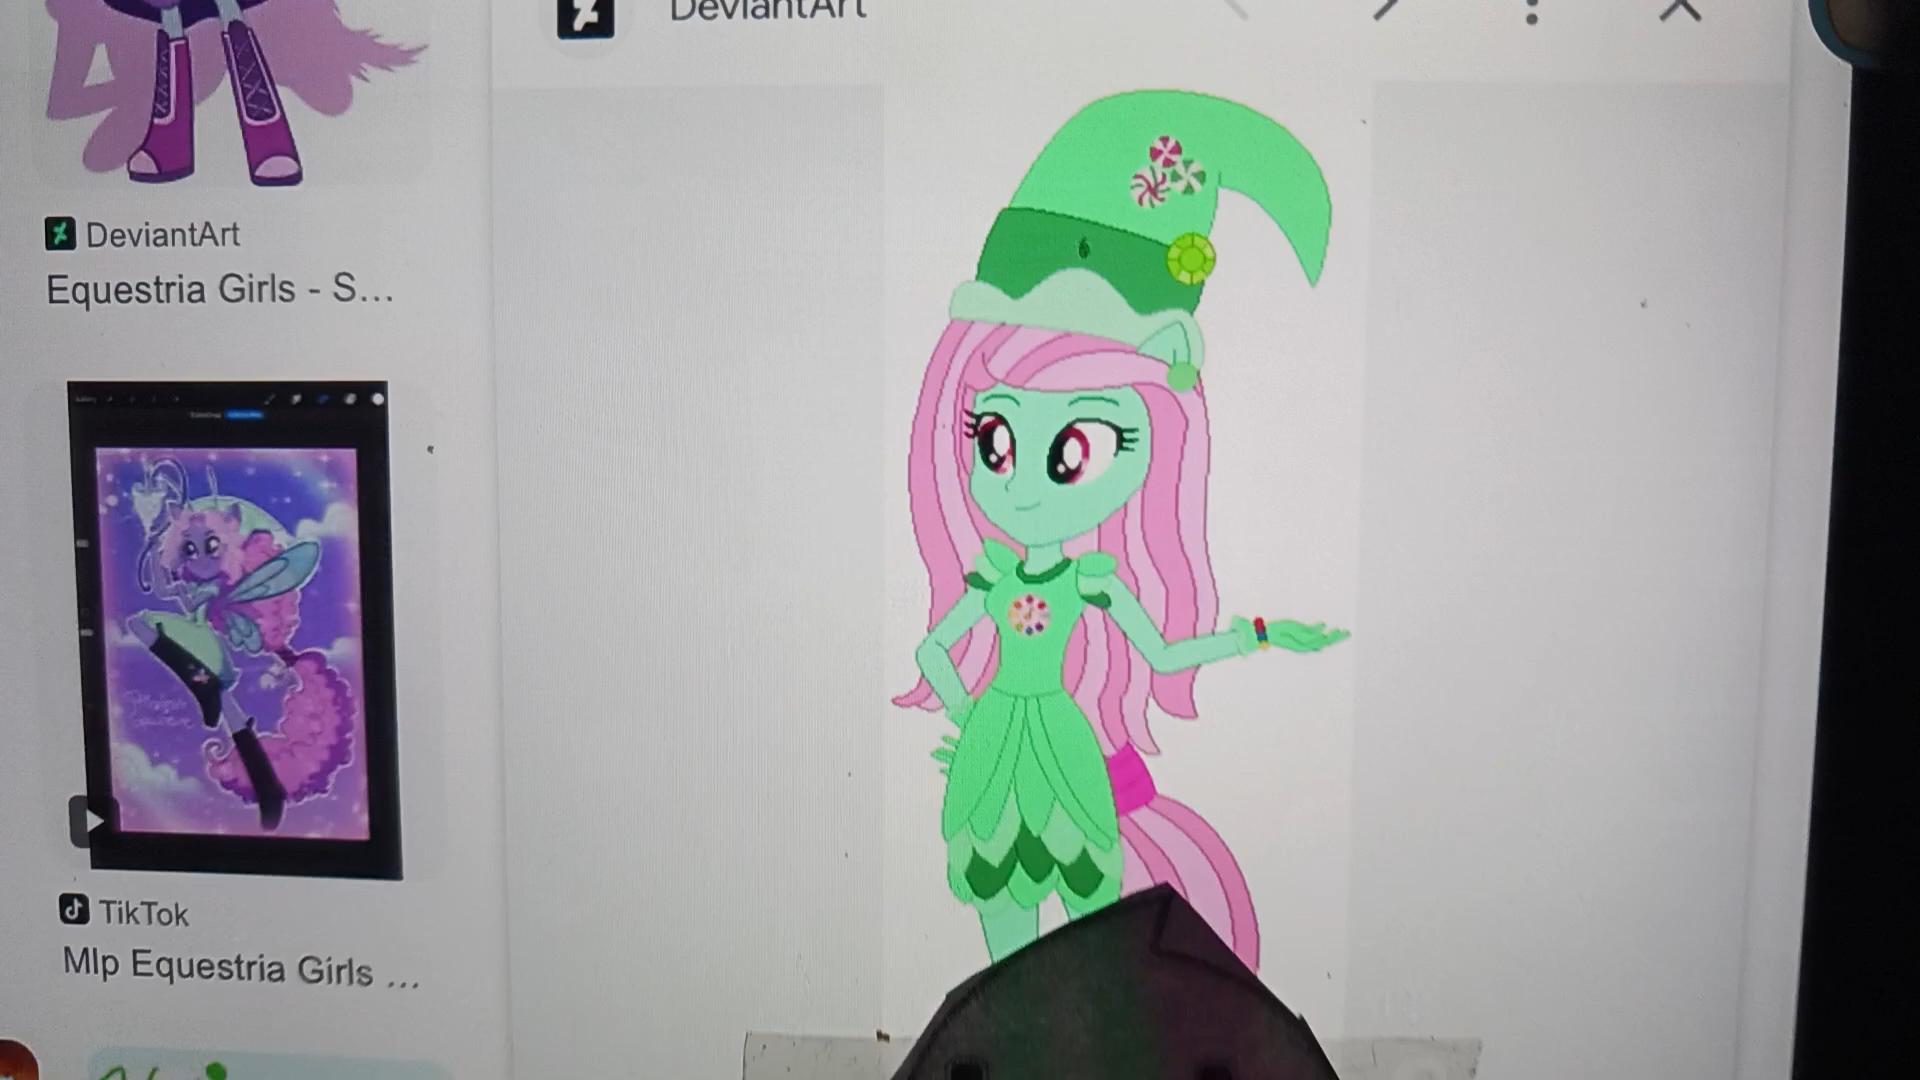 DeviantArt
DeviantArt
Equestria Girls - S...
TikTok
Mlp Equestria Girls ...